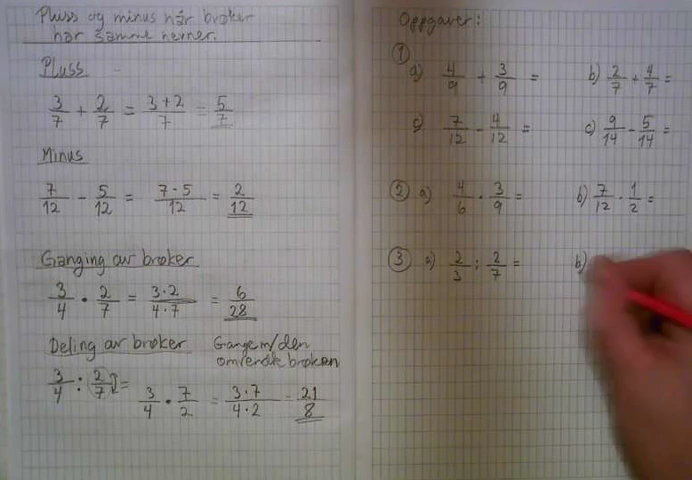 Pluss og minus når brøker
har samme nevner.
Pluss
3/7 + 2/7 = 3+2/7 = 5/7
Minus
7/12 - 5/12 = 7-5/12 = 2/12
Ganging av brøker
3/4 · 2/7 = 3·2/4·7 = 6/28
Deling av brøker
Gange m/den
omvendte brøken
3/4 : 2/7 = 3/4 · 7/2 = 3·7/4·2 = 21/8
Oppgaver:
① a) 4/9 + 3/9 = b) 2/7 + 4/7 =
c) 7/12 - 4/12 = c) 9/14 - 5/14 =
② a) 4/6 · 3/9 = b) 7/12 · 1/2 =
③ a) 2/3 : 2/7 = b)